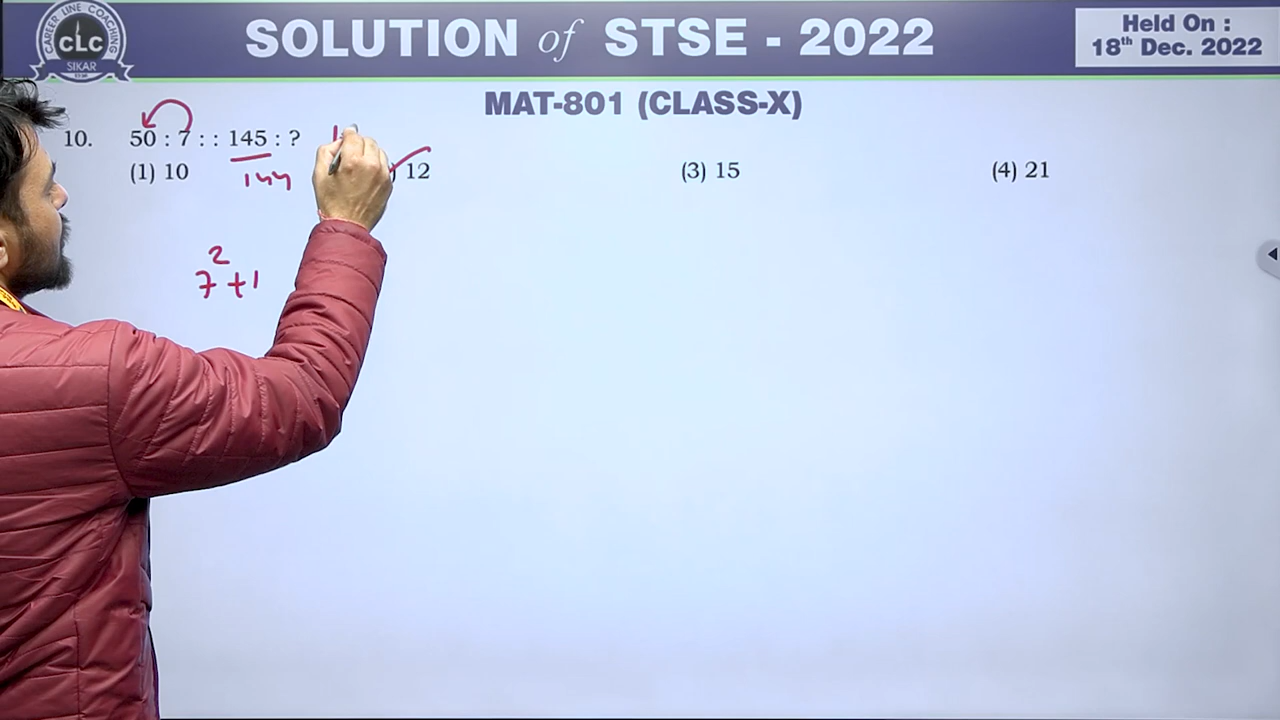 CAREER LINE COACHING
CLC
SIKAR
SOLUTION of STSE - 2022
Held On :
18th Dec. 2022
MAT-801 (CLASS-X)
10. 50 : 7 : : 145 : ?
(1) 10
) 12
(3) 15
(4) 21
144
7²+1